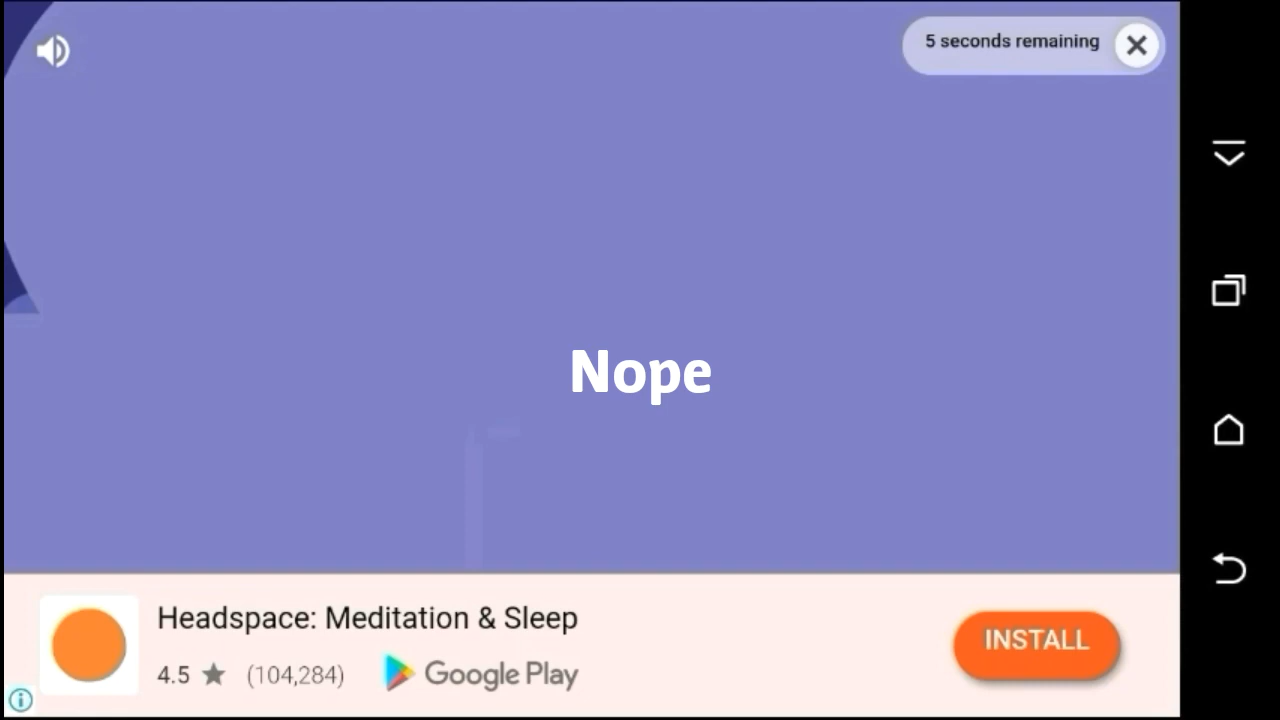 5 seconds remaining
Nope
Headspace: Meditation & Sleep
4.5 ★ (104,284) Google Play
INSTALL